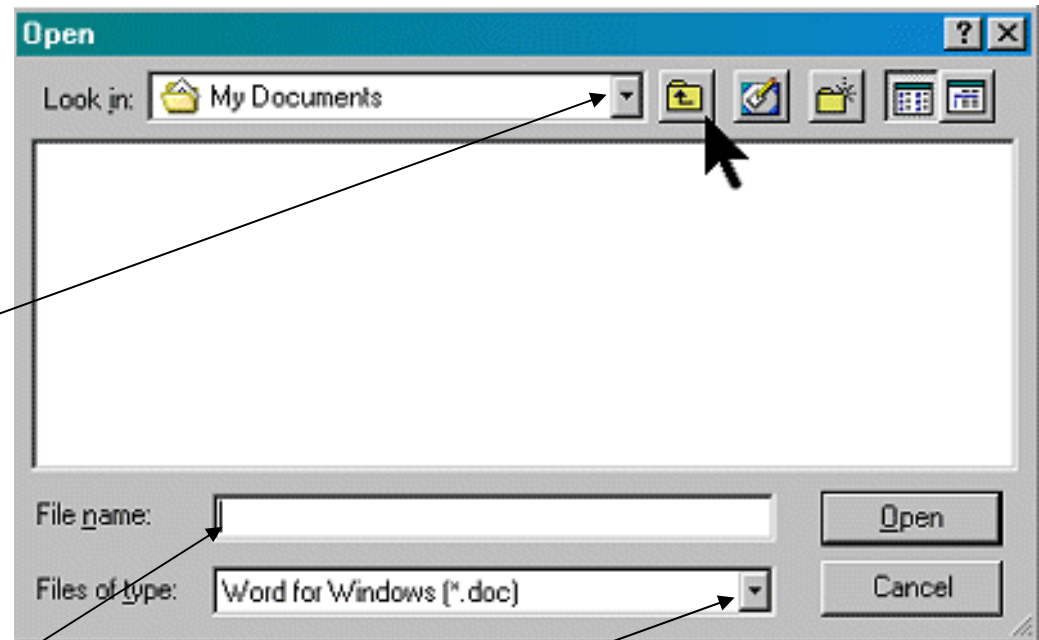 Open
Look in: My Documents
File name:
Open
Files of type: Word for Windows (*.doc)
Cancel